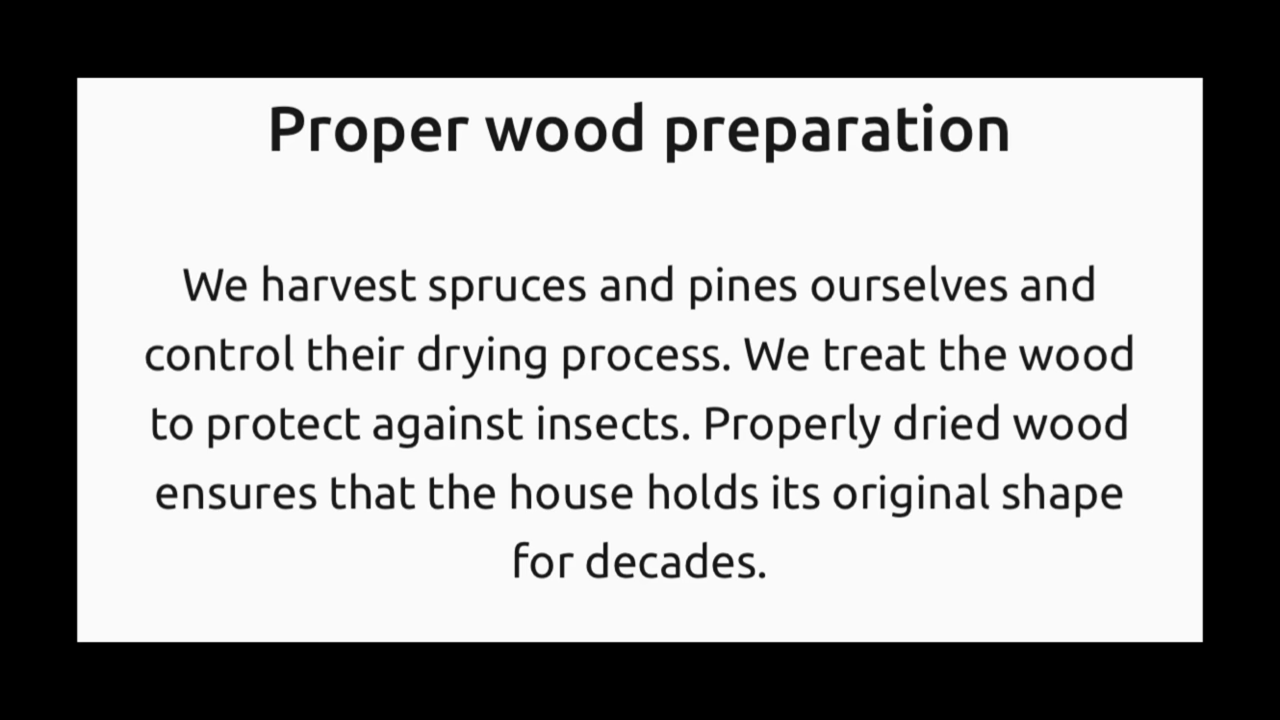 Proper wood preparation
We harvest spruces and pines ourselves and
control their drying process. We treat the wood
to protect against insects. Properly dried wood
ensures that the house holds its original shape
for decades.